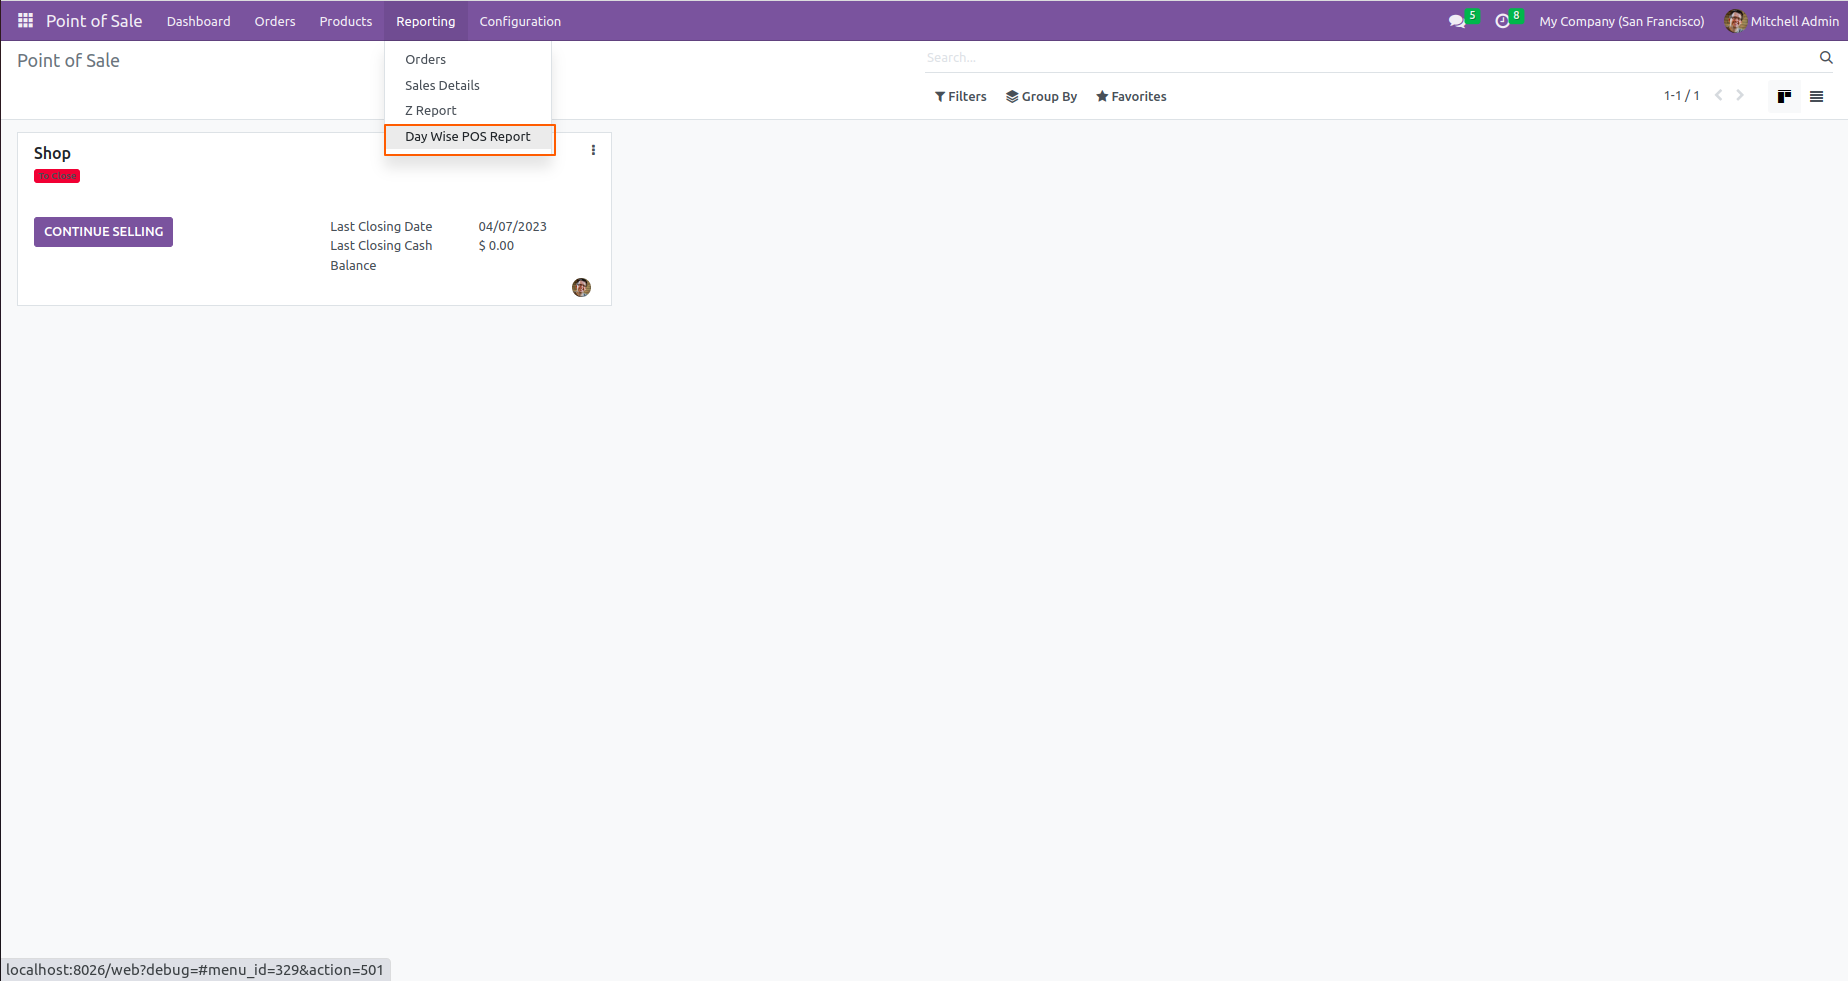 Point of Sale Dashboard Orders Products Reporting Configuration 5 8 My Company (San Francisco) Mitchell Admin
Point of Sale
Search...
Orders
Sales Details
Z Report
Day Wise POS Report
Filters Group By Favorites 1-1 / 1
Shop
To Close
CONTINUE SELLING
Last Closing Date 04/07/2023
Last Closing Cash $ 0.00
Balance
localhost:8026/web?debug=#menu_id=329&action=501